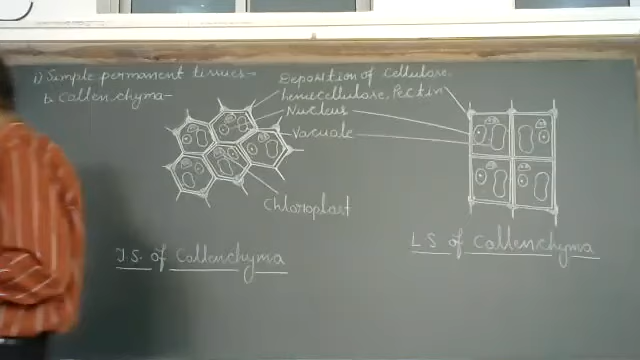 i) Simple permanent tissues-
b. Collenchyma-
Deposition of Cellulose,
hemicellulose, Pectin
Nucleus
Vacuole
Chloroplast
T.S. of Collenchyma
L.S of Collenchyma